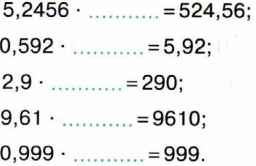 5,2456 · ........... = 524,56;
0,592 · ........... = 5,92;
2,9 · ........... = 290;
9,61 · ........... = 9610;
0,999 · ........... = 999.